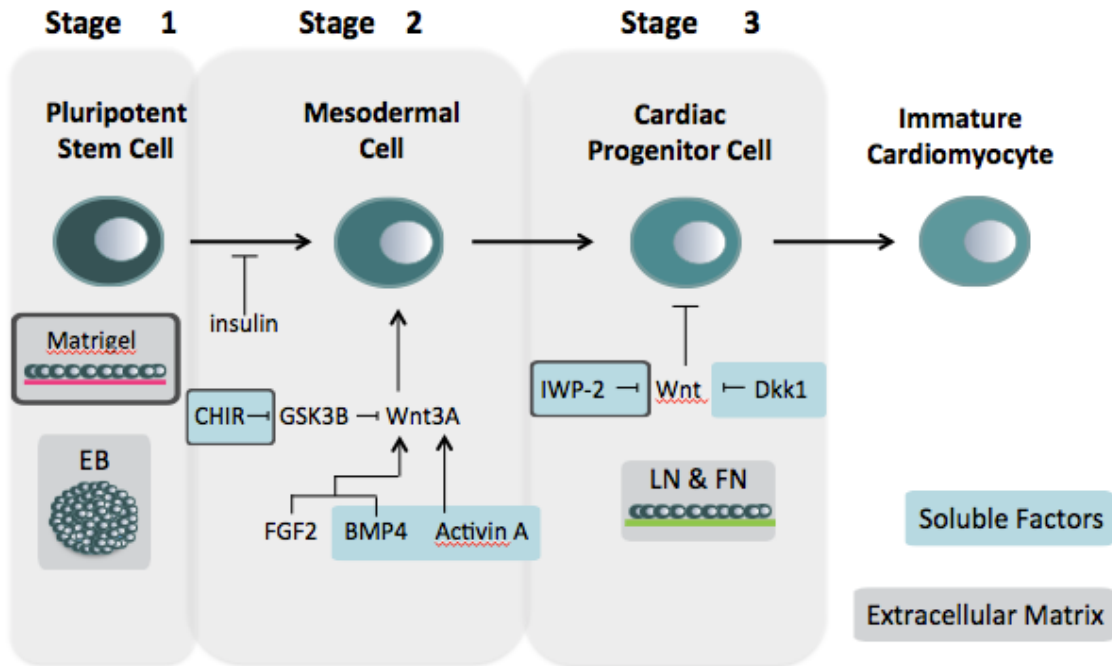 Stage 1
Stage 2
Stage 3
Pluripotent
Stem Cell
Mesodermal
Cell
Cardiac
Progenitor Cell
Immature
Cardiomyocyte
insulin
Matrigel
CHIR
GSK3B
Wnt3A
IWP-2
Wnt
Dkk1
EB
LN & FN
FGF2
BMP4
Activin A
Soluble Factors
Extracellular Matrix